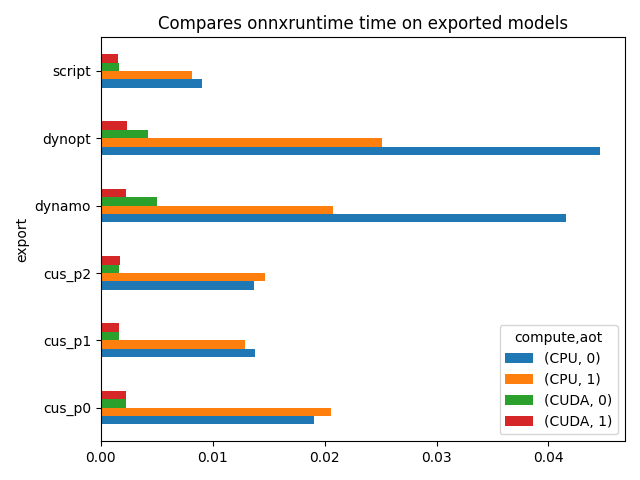 Compares onnxruntime time on exported models
script
dynopt
dynamo
cus_p2
cus_p1
cus_p0
export
compute,aot
(CPU, 0)
(CPU, 1)
(CUDA, 0)
(CUDA, 1)
0.00 0.01 0.02 0.03 0.04